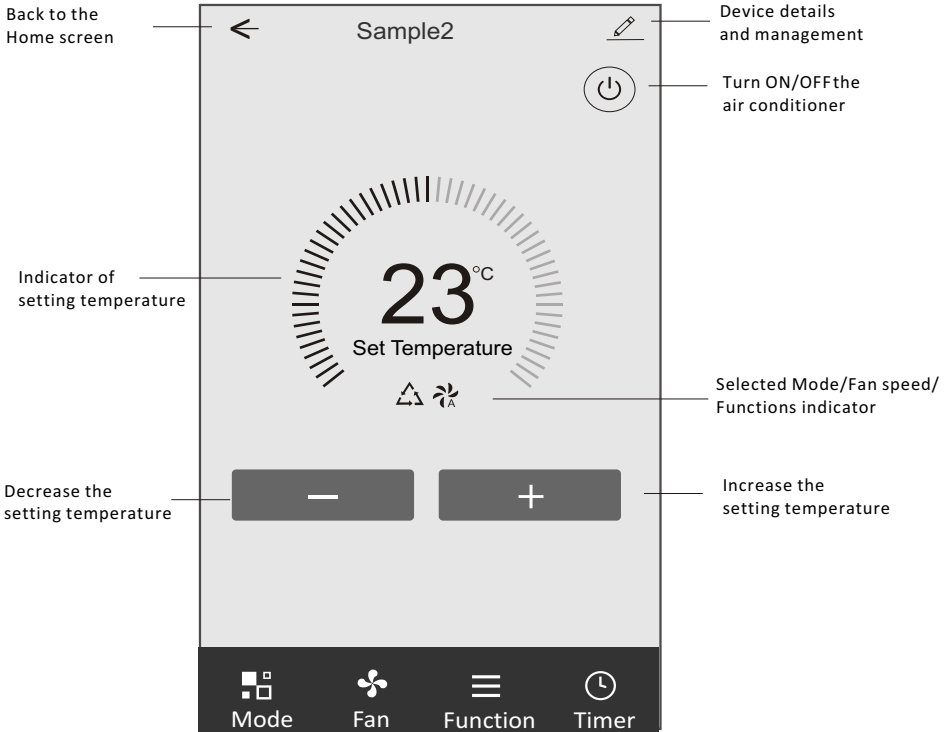 Back to the
Home screen
Sample2
Device details
and management
Turn ON/OFF the
air conditioner
Indicator of
setting temperature
23°C
Set Temperature
A
Selected Mode/Fan speed/
Functions indicator
Decrease the
setting temperature
Increase the
setting temperature
Mode
Fan
Function
Timer